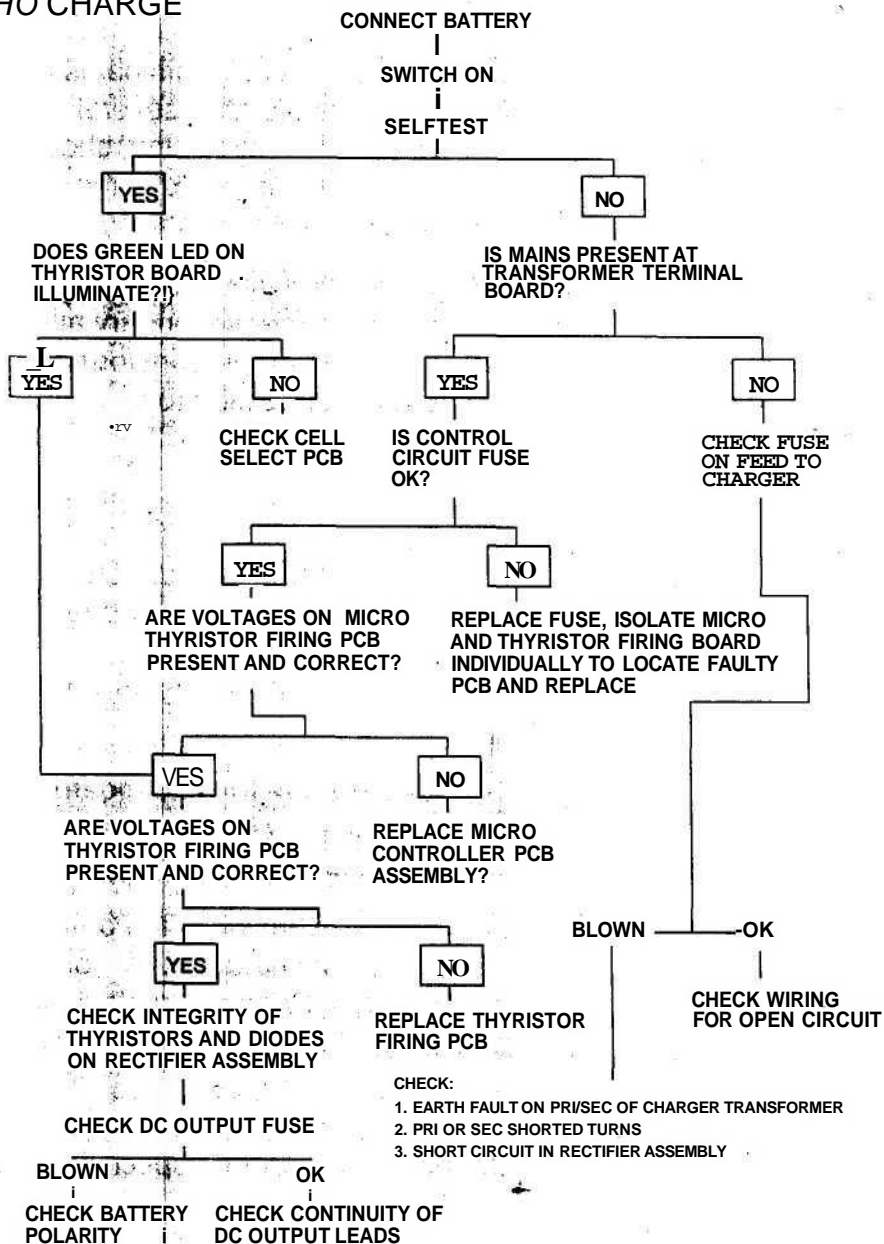 HO CHARGE
CONNECT BATTERY
SWITCH ON
i
SELFTEST
YES
NO
DOES GREEN LED ON
THYRISTOR BOARD .
ILLUMINATE?!}
IS MAINS PRESENT AT
TRANSFORMER TERMINAL
BOARD?
L
YES
NO
YES
NO
•rv
CHECK CELL
SELECT PCB
IS CONTROL
CIRCUIT FUSE
OK?
CHECK FUSE
ON FEED TO
CHARGER
YES
NO
ARE VOLTAGES ON MICRO
THYRISTOR FIRING PCB
PRESENT AND CORRECT?
REPLACE FUSE, ISOLATE MICRO
AND THYRISTOR FIRING BOARD
INDIVIDUALLY TO LOCATE FAULTY
PCB AND REPLACE
VES
NO
ARE VOLTAGES ON
THYRISTOR FIRING PCB
PRESENT AND CORRECT?
REPLACE MICRO
CONTROLLER PCB
ASSEMBLY?
BLOWN
-OK
YES
NO
CHECK WIRING
FOR OPEN CIRCUIT
CHECK INTEGRITY OF
THYRISTORS AND DIODES
ON RECTIFIER ASSEMBLY
REPLACE THYRISTOR
FIRING PCB
CHECK:
1. EARTH FAULT ON PRI/SEC OF CHARGER TRANSFORMER
2. PRI OR SEC SHORTED TURNS
3. SHORT CIRCUIT IN RECTIFIER ASSEMBLY
CHECK DC OUTPUT FUSE
BLOWN
OK
i
i
CHECK BATTERY
POLARITY i
CHECK CONTINUITY OF
DC OUTPUT LEADS